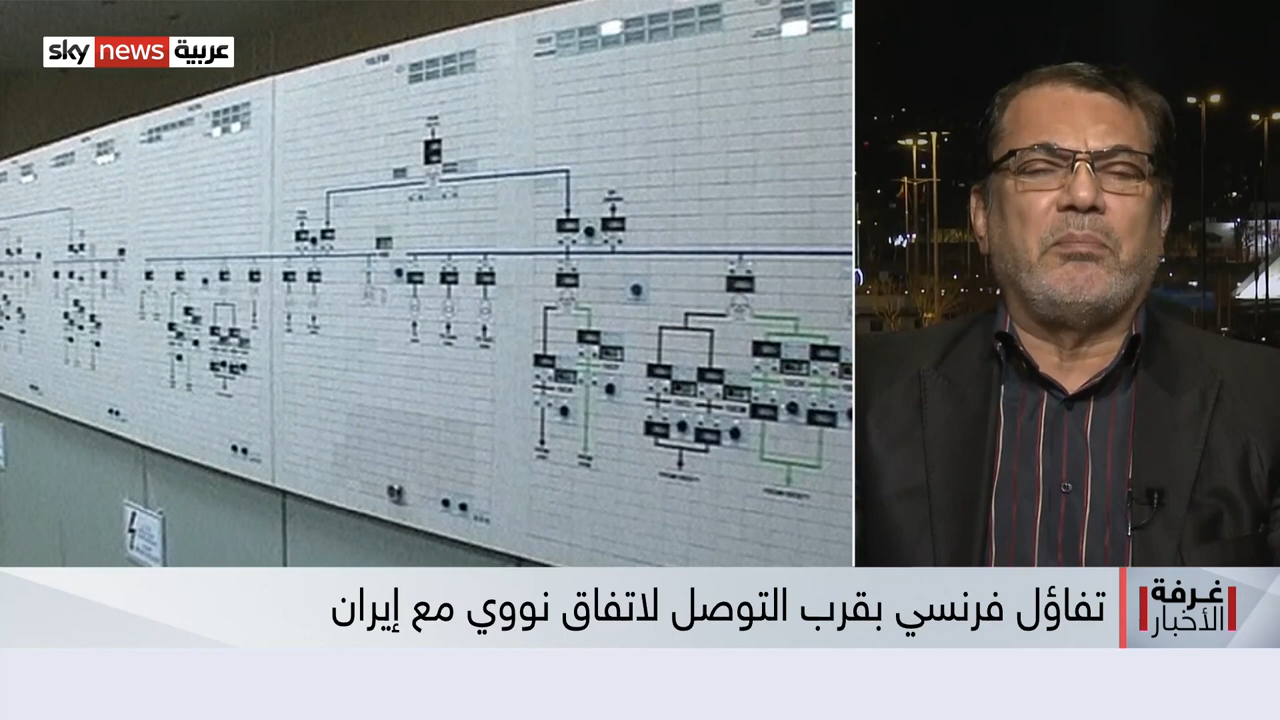 sky news عربية
تفاؤل فرنسي بقرب التوصل لاتفاق نووي مع إيران
غرفة
الأخبار